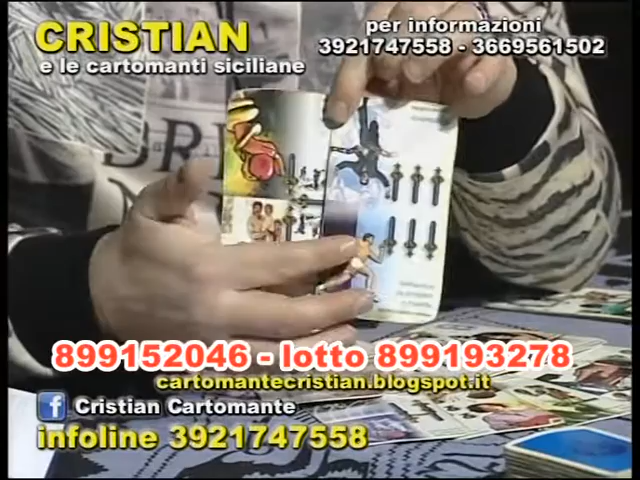 CRISTIAN
e le cartomanti siciliane
per informazioni
3921747558 - 3669561502
899152046 - lotto 899193278
cartomantecristian.blogspot.it
f Cristian Cartomante
infoline 3921747558